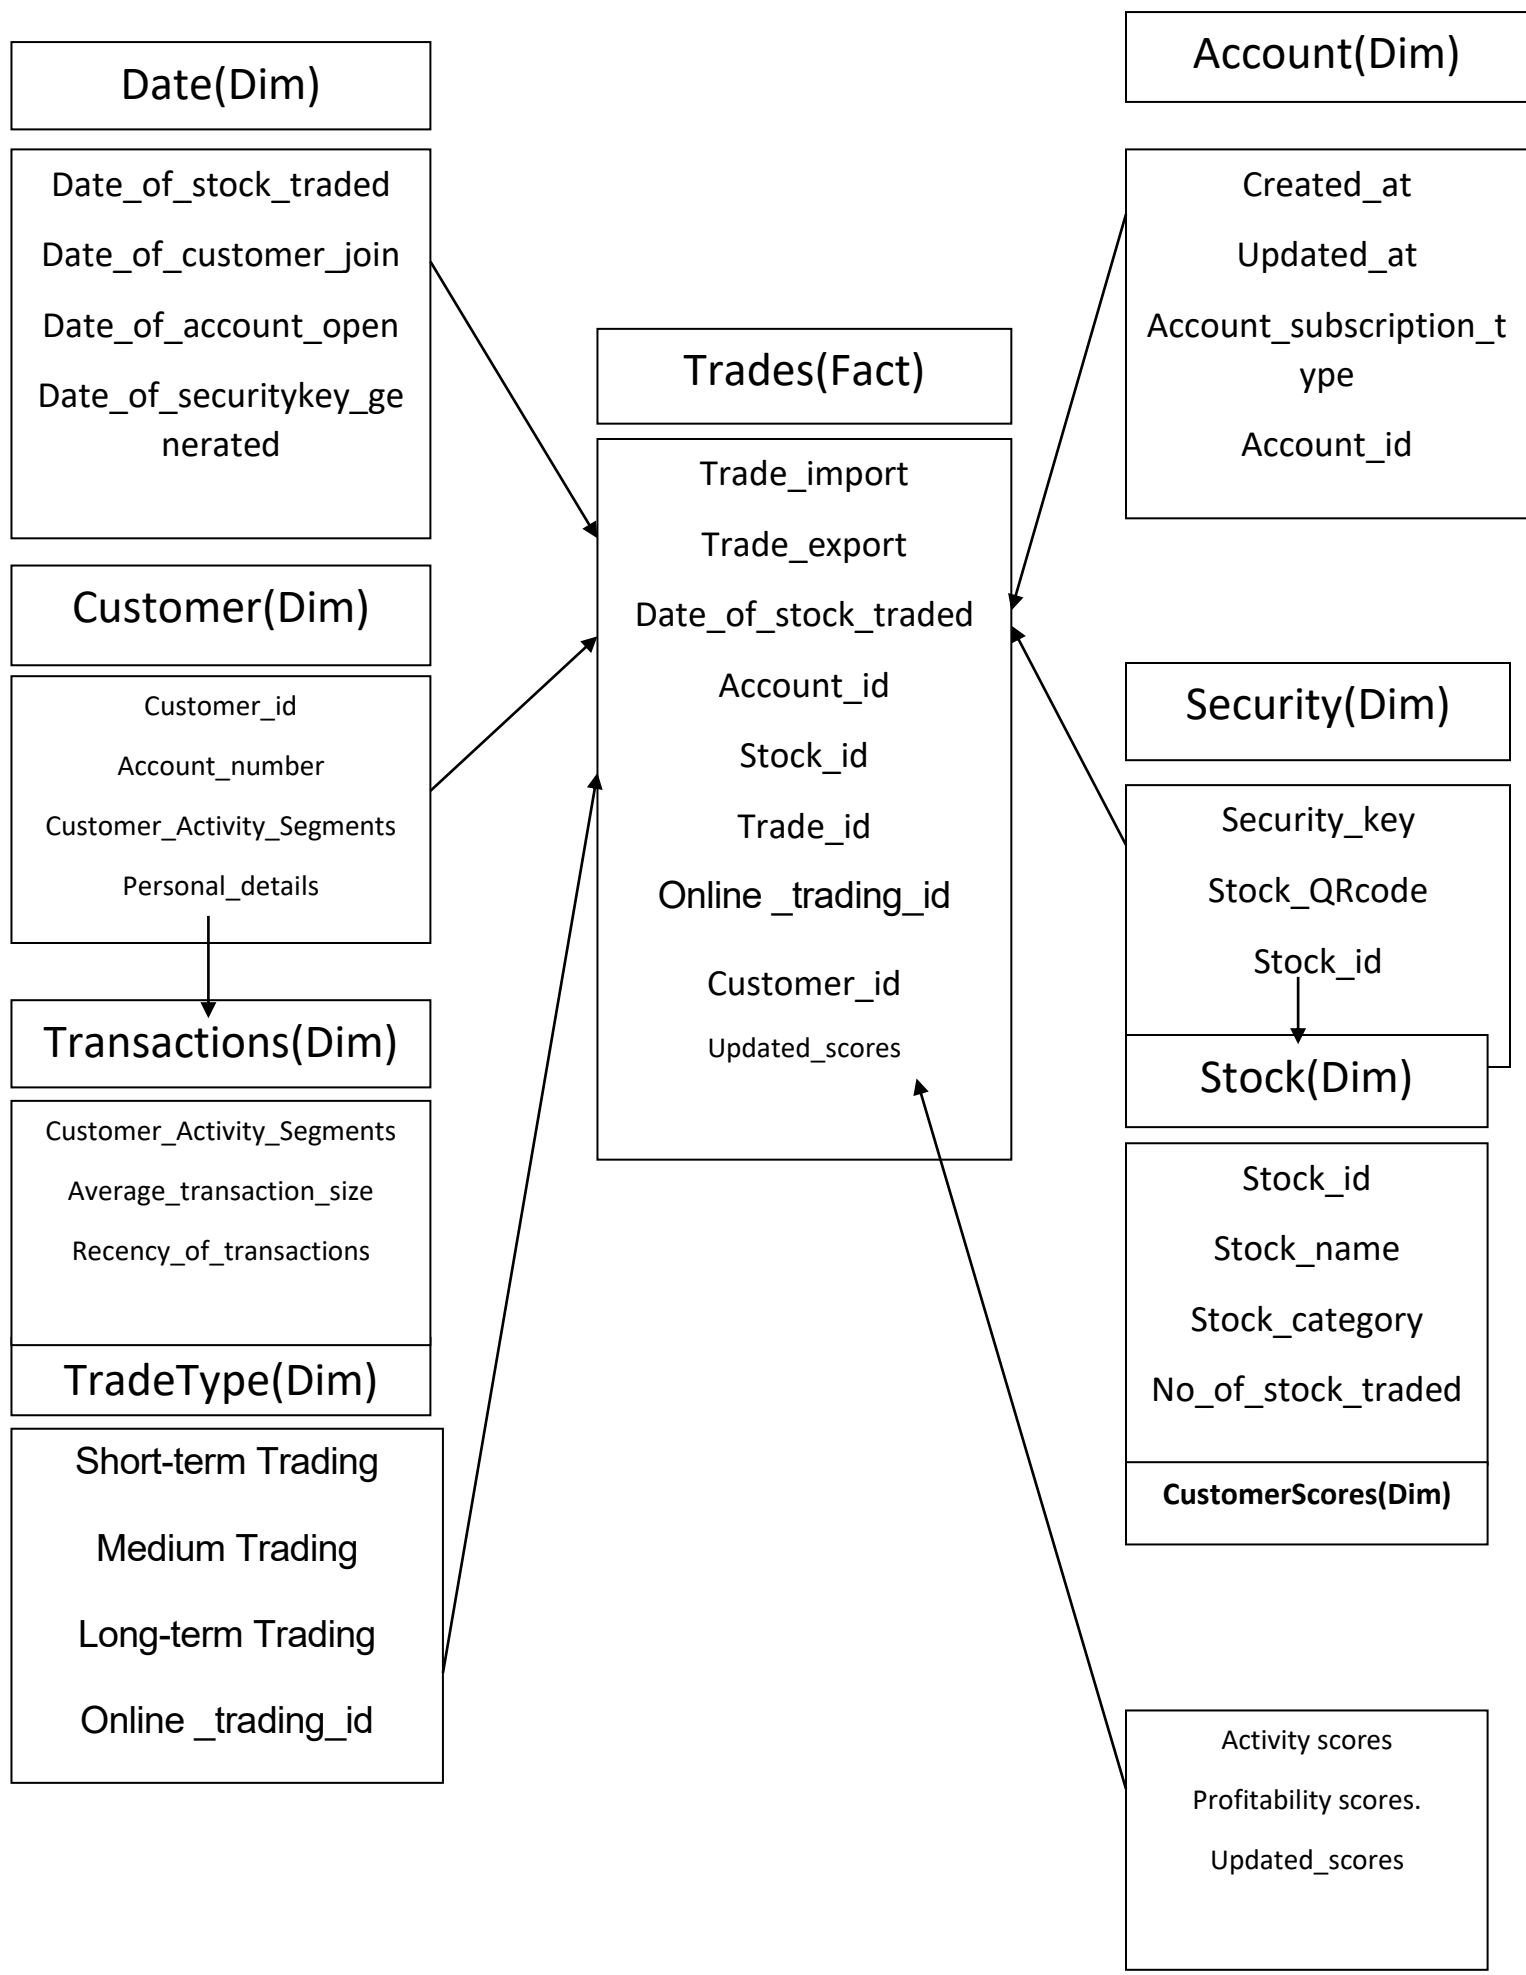 Date(Dim)
Date_of_stock_traded
Date_of_customer_join
Date_of_account_open
Date_of_securitykey_ge
nerated
Customer(Dim)
Customer_id
Account_number
Customer_Activity_Segments
Personal_details
Transactions(Dim)
Customer_Activity_Segments
Average_transaction_size
Recency_of_transactions
TradeType(Dim)
Short-term Trading
Medium Trading
Long-term Trading
Online _trading_id
Trades(Fact)
Trade_import
Trade_export
Date_of_stock_traded
Account_id
Stock_id
Trade_id
Online _trading_id
Customer_id
Updated_scores
Account(Dim)
Created_at
Updated_at
Account_subscription_t
ype
Account_id
Security(Dim)
Security_key
Stock_QRcode
Stock_id
Stock(Dim)
Stock_id
Stock_name
Stock_category
No_of_stock_traded
CustomerScores(Dim)
Activity scores
Profitability scores.
Updated_scores